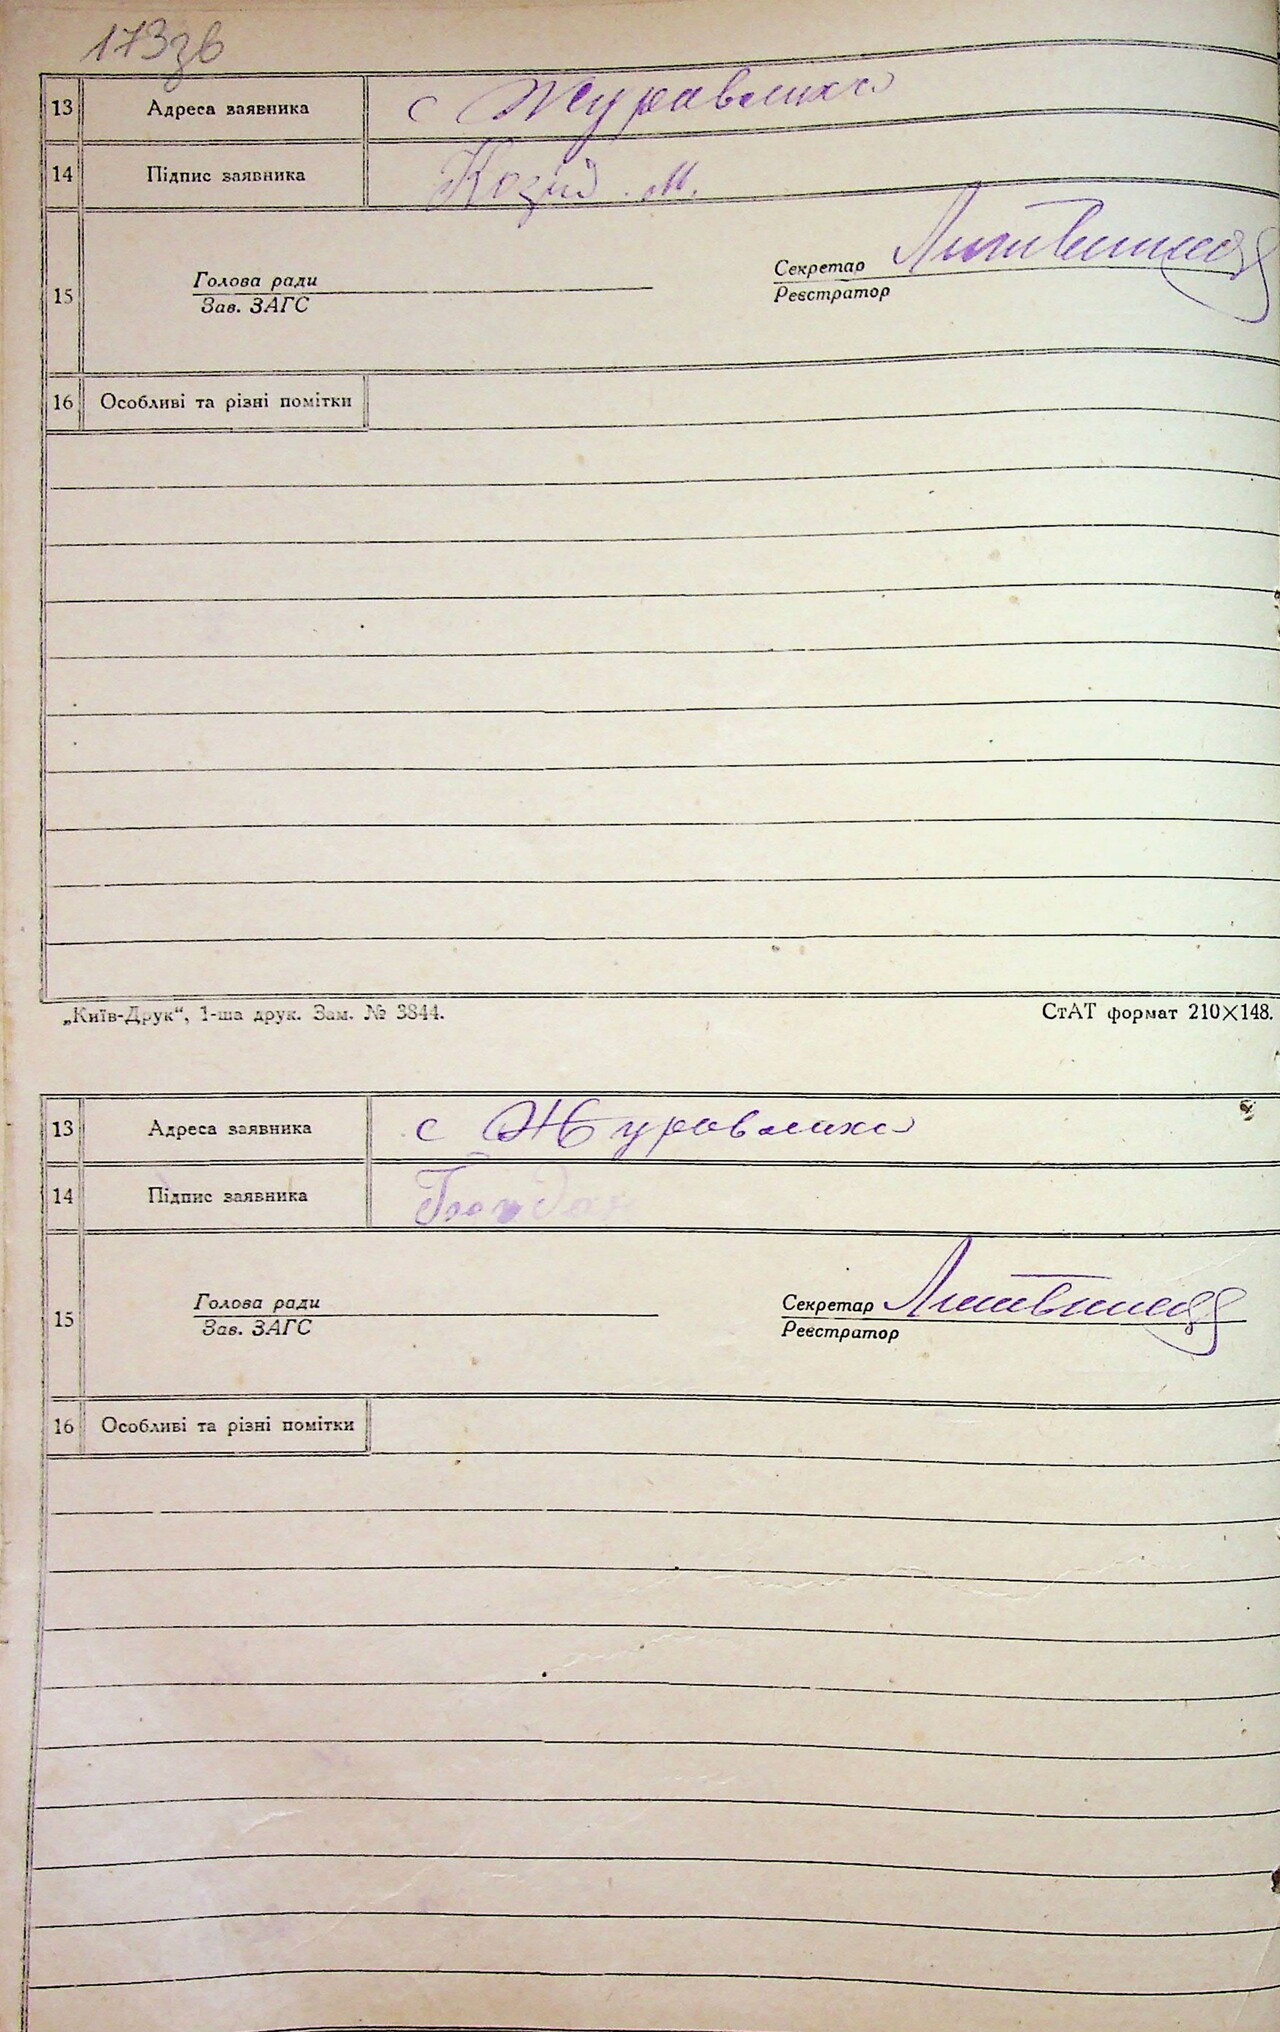 173зв
13 Адреса заявника с Журавлиха
14 Підпис заявника Козій М.
15 Голова ради Секретар Литвиненко
Зав. ЗАГС Реєстратор
16 Особливі та різні помітки
„Київ-Друк“, 1-ша друк. Зам. № 3844. СтАТ формат 210×148.
13 Адреса заявника с Журавлиха
14 Підпис заявника
15 Голова ради Секретар Литвиненко
Зав. ЗАГС Реєстратор
16 Особливі та різні помітки